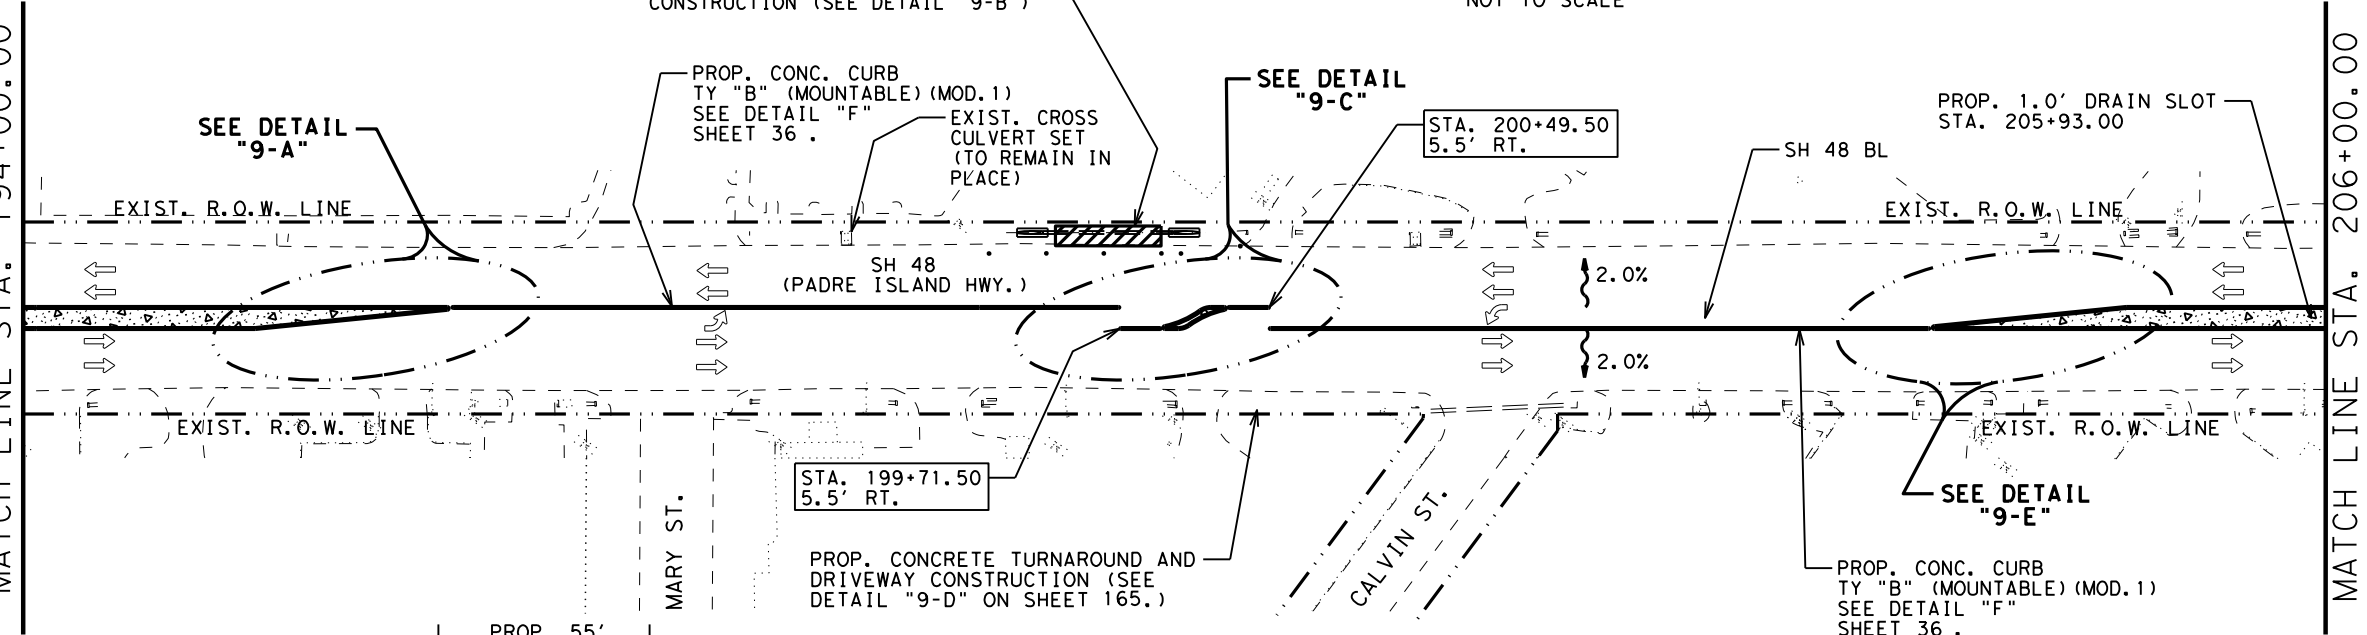 CONSTRUCTION (SEE DETAIL "9-B")
NOT TO SCALE
MATCH LINE STA. 194+00.00
PROP. CONC. CURB
TY "B" (MOUNTABLE)(MOD.1)
SEE DETAIL "F"
SHEET 36 .
EXIST. CROSS
CULVERT SET
(TO REMAIN IN
PLACE)
SEE DETAIL
"9-A"
SEE DETAIL
"9-C"
STA. 200+49.50
5.5' RT.
SH 48 BL
PROP. 1.0' DRAIN SLOT
STA. 205+93.00
MATCH LINE STA. 206+00.00
EXIST. R.O.W. LINE
EXIST. R.O.W. LINE
SH 48
(PADRE ISLAND HWY.)
2.0%
2.0%
EXIST. R.O.W. LINE
EXIST. R.O.W. LINE
STA. 199+71.50
5.5' RT.
MARY ST.
CALVIN ST.
SEE DETAIL
"9-E"
PROP. CONCRETE TURNAROUND AND
DRIVEWAY CONSTRUCTION (SEE
DETAIL "9-D" ON SHEET 165.)
PROP. CONC. CURB
TY "B" (MOUNTABLE)(MOD.1)
SEE DETAIL "F"
SHEET 36 .
PROP. 55'